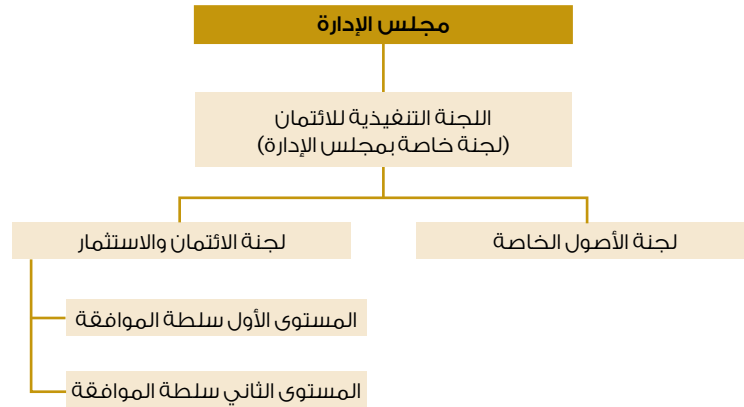 مجلس الإدارة
اللجنة التنفيذية للائتمان
(لجنة خاصة بمجلس الإدارة)
لجنة الأصول الخاصة
لجنة الائتمان والاستثمار
المستوى الأول سلطة الموافقة
المستوى الثاني سلطة الموافقة